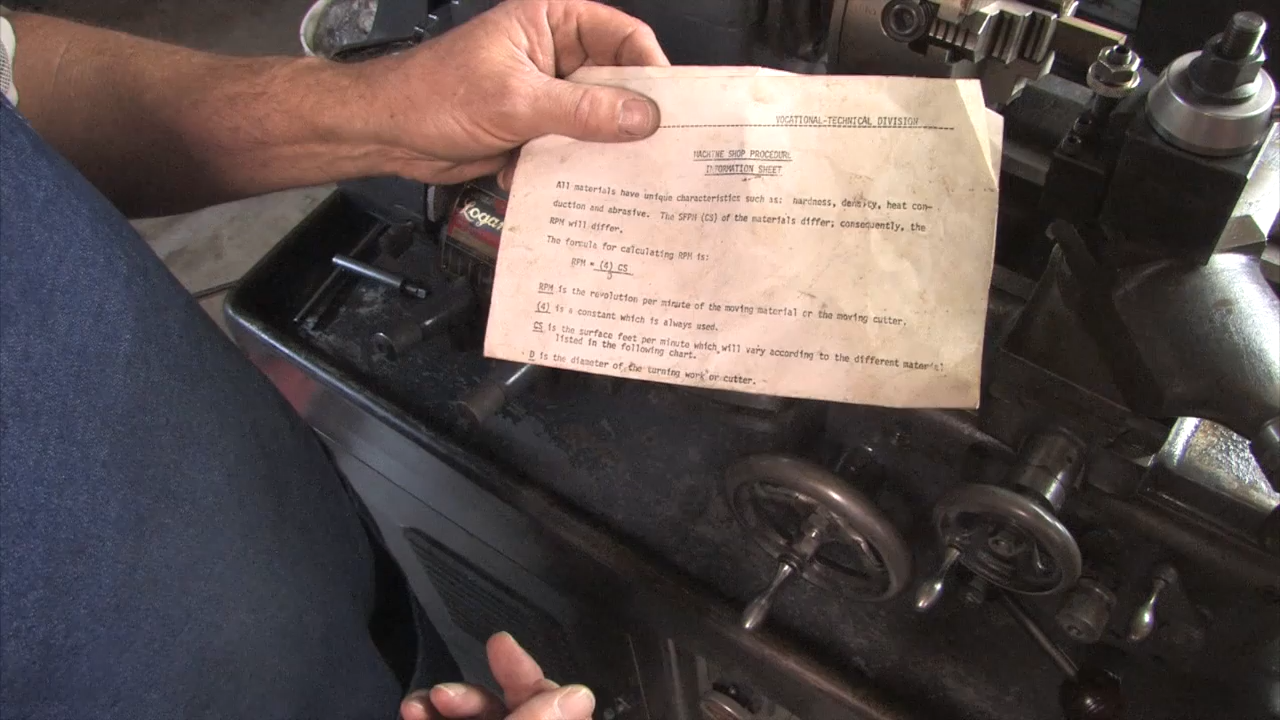 VOCATIONAL-TECHNICAL DIVISION
MACHINE SHOP PROCEDURE
INFORMATION SHEET
All materials have unique characteristics such as: hardness, density, heat con-
duction and abrasive. The SFPM (CS) of the materials differ; consequently, the
RPM will differ.
The formula for calculating RPM is:
RPM = (4) CS
D
RPM is the revolution per minute of the moving material or the moving cutter.
(4) is a constant which is always used.
CS is the surface feet per minute which will vary according to the different material
listed in the following chart.
D is the diameter of the turning work or cutter.
Logan